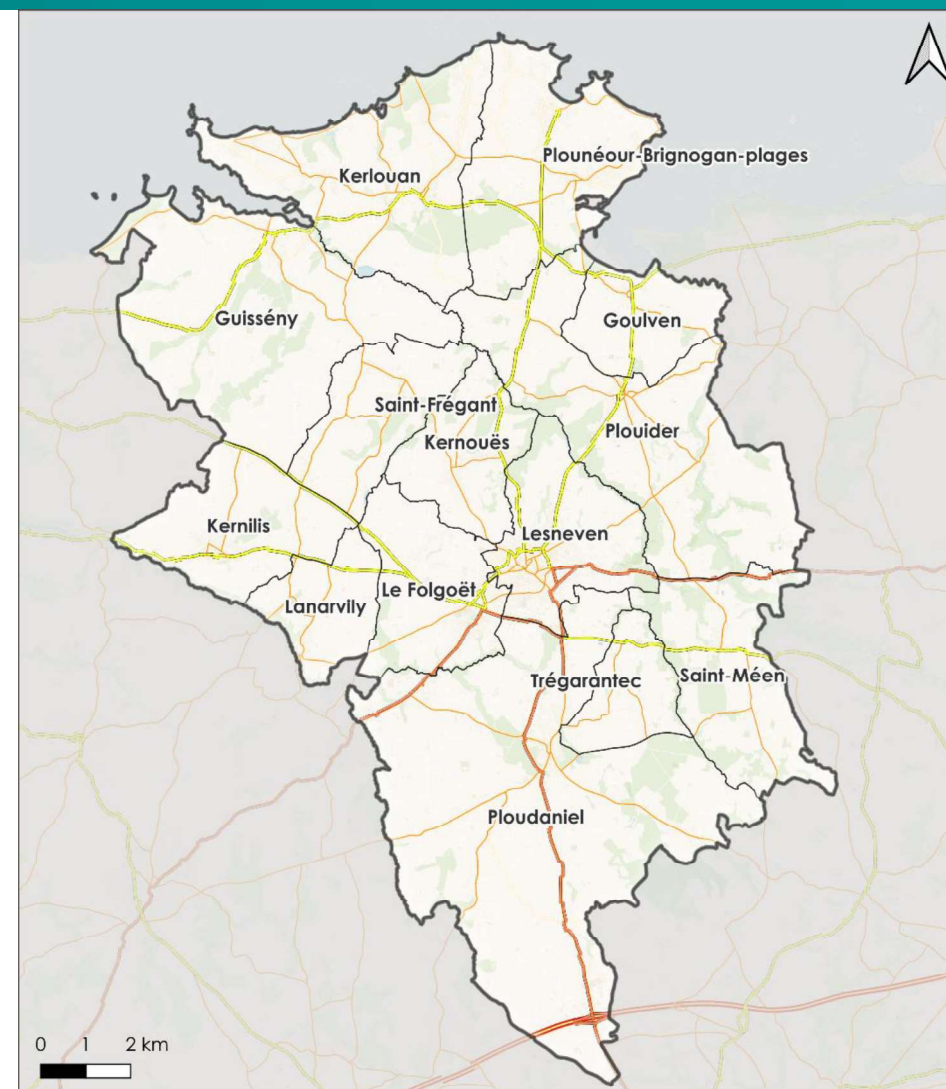 Plounéour-Brignogan-plages
Kerlouan
Guissény
Goulven
Saint-Frégant
Kernouës
Plouider
Kernilis
Lesneven
Lanarvily
Le Folgoët
Trégarantec
Saint-Méen
Ploudaniel
0 1 2 km